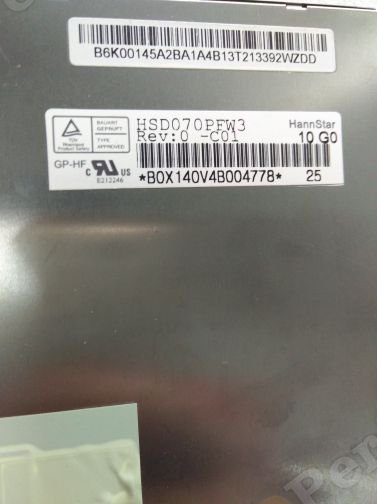 B6K00145A2BA1A4B13T213392WZDD
BAUART
GEPRÜFT
TYPE
APPROVED
TÜV
Rheinland
Product Safety
HSD070PFW3
Rev:0 -C01
HannStar
10 G0
GP-HF
C US
E212246
*B0X140V4B004778*
25
Per